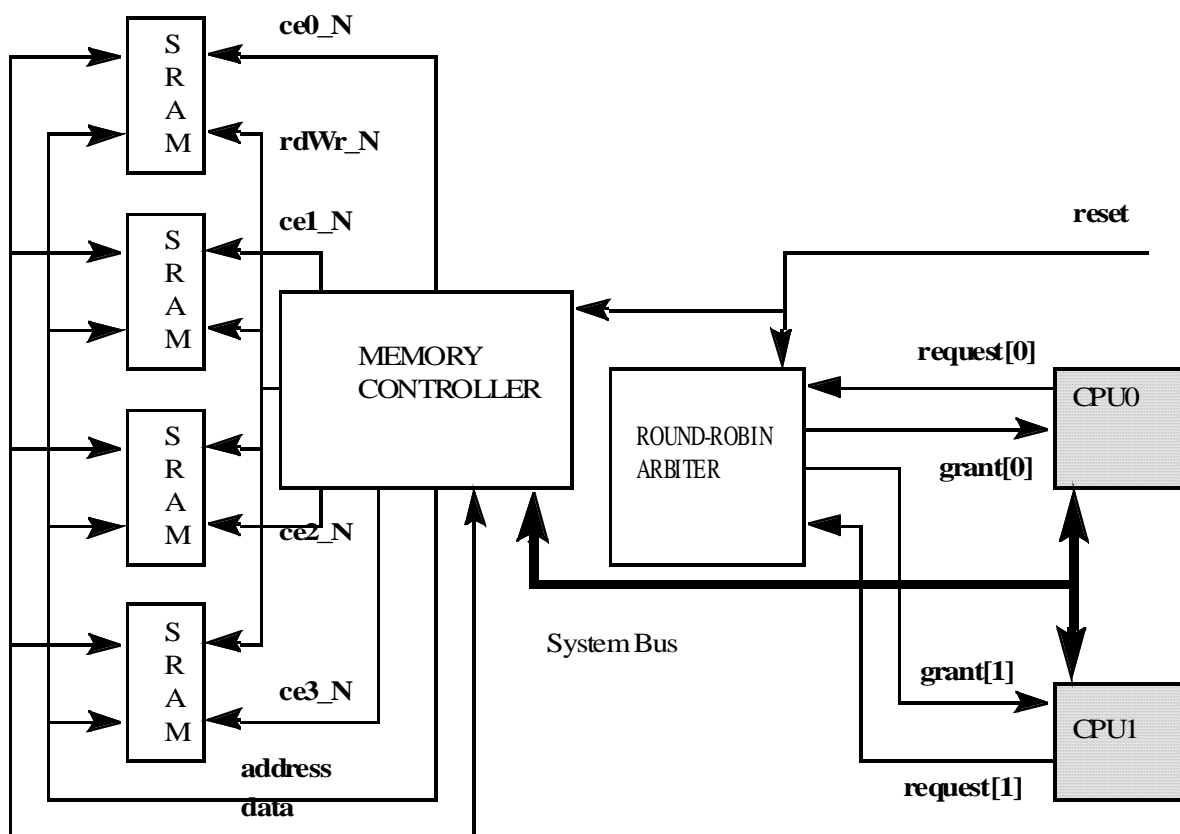 ce0_N
S
R
A
M
rdWr_N
ce1_N
S
R
A
M
reset
MEMORY
CONTROLLER
request[0]
CPU0
ROUND-ROBIN
ARBITER
grant[0]
S
R
A
M
ce2_N
S
R
A
M
System Bus
ce3_N
grant[1]
CPU1
address
request[1]
data